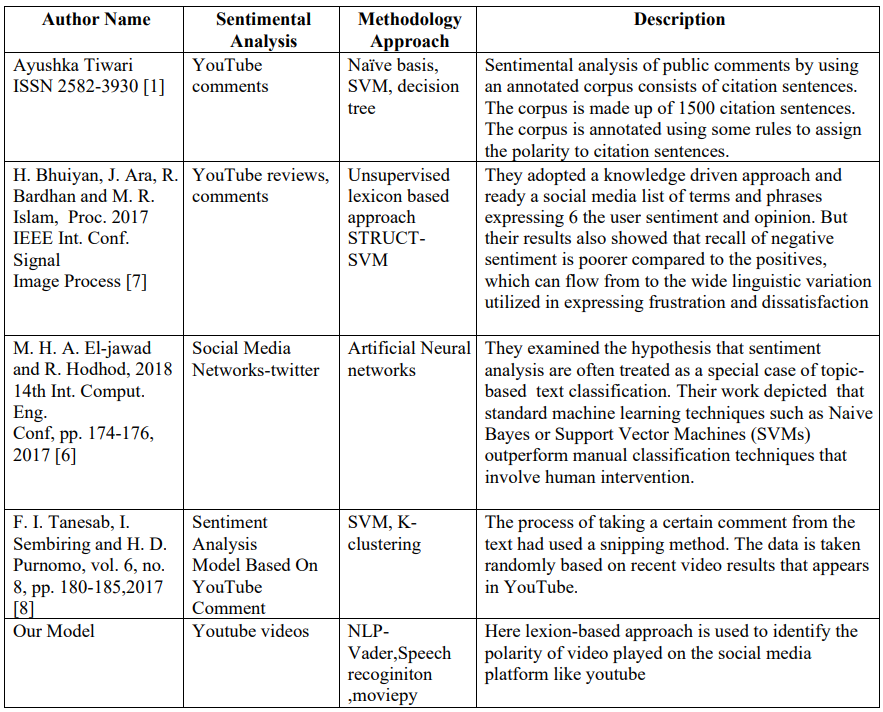 Author Name
Sentimental
Analysis
Methodology
Approach
Description
Ayushka Tiwari
ISSN 2582-3930 [1]
YouTube
comments
Naïve basis,
SVM, decision
tree
Sentimental analysis of public comments by using
an annotated corpus consists of citation sentences.
The corpus is made up of 1500 citation sentences.
The corpus is annotated using some rules to assign
the polarity to citation sentences.
H. Bhuiyan, J. Ara, R.
Bardhan and M. R.
Islam, Proc. 2017
IEEE Int. Conf.
Signal
Image Process [7]
YouTube reviews,
comments
Unsupervised
lexicon based
approach
STRUCT-
SVM
They adopted a knowledge driven approach and
ready a social media list of terms and phrases
expressing 6 the user sentiment and opinion. But
their results also showed that recall of negative
sentiment is poorer compared to the positives,
which can flow from to the wide linguistic variation
utilized in expressing frustration and dissatisfaction
M. H. A. El-jawad
and R. Hodhod, 2018
14th Int. Comput.
Eng.
Conf, pp. 174-176,
2017 [6]
Social Media
Networks-twitter
Artificial Neural
networks
They examined the hypothesis that sentiment
analysis are often treated as a special case of topic-
based text classification. Their work depicted that
standard machine learning techniques such as Naive
Bayes or Support Vector Machines (SVMs)
outperform manual classification techniques that
involve human intervention.
F. I. Tanesab, I.
Sembiring and H. D.
Purnomo, vol. 6, no.
8, pp. 180-185,2017
[8]
Sentiment
Analysis
Model Based On
YouTube
Comment
SVM, K-
clustering
The process of taking a certain comment from the
text had used a snipping method. The data is taken
randomly based on recent video results that appears
in YouTube.
Our Model
Youtube videos
NLP-
Vader,Speech
recoginiton
,moviepy
Here lexion-based approach is used to identify the
polarity of video played on the social media
platform like youtube